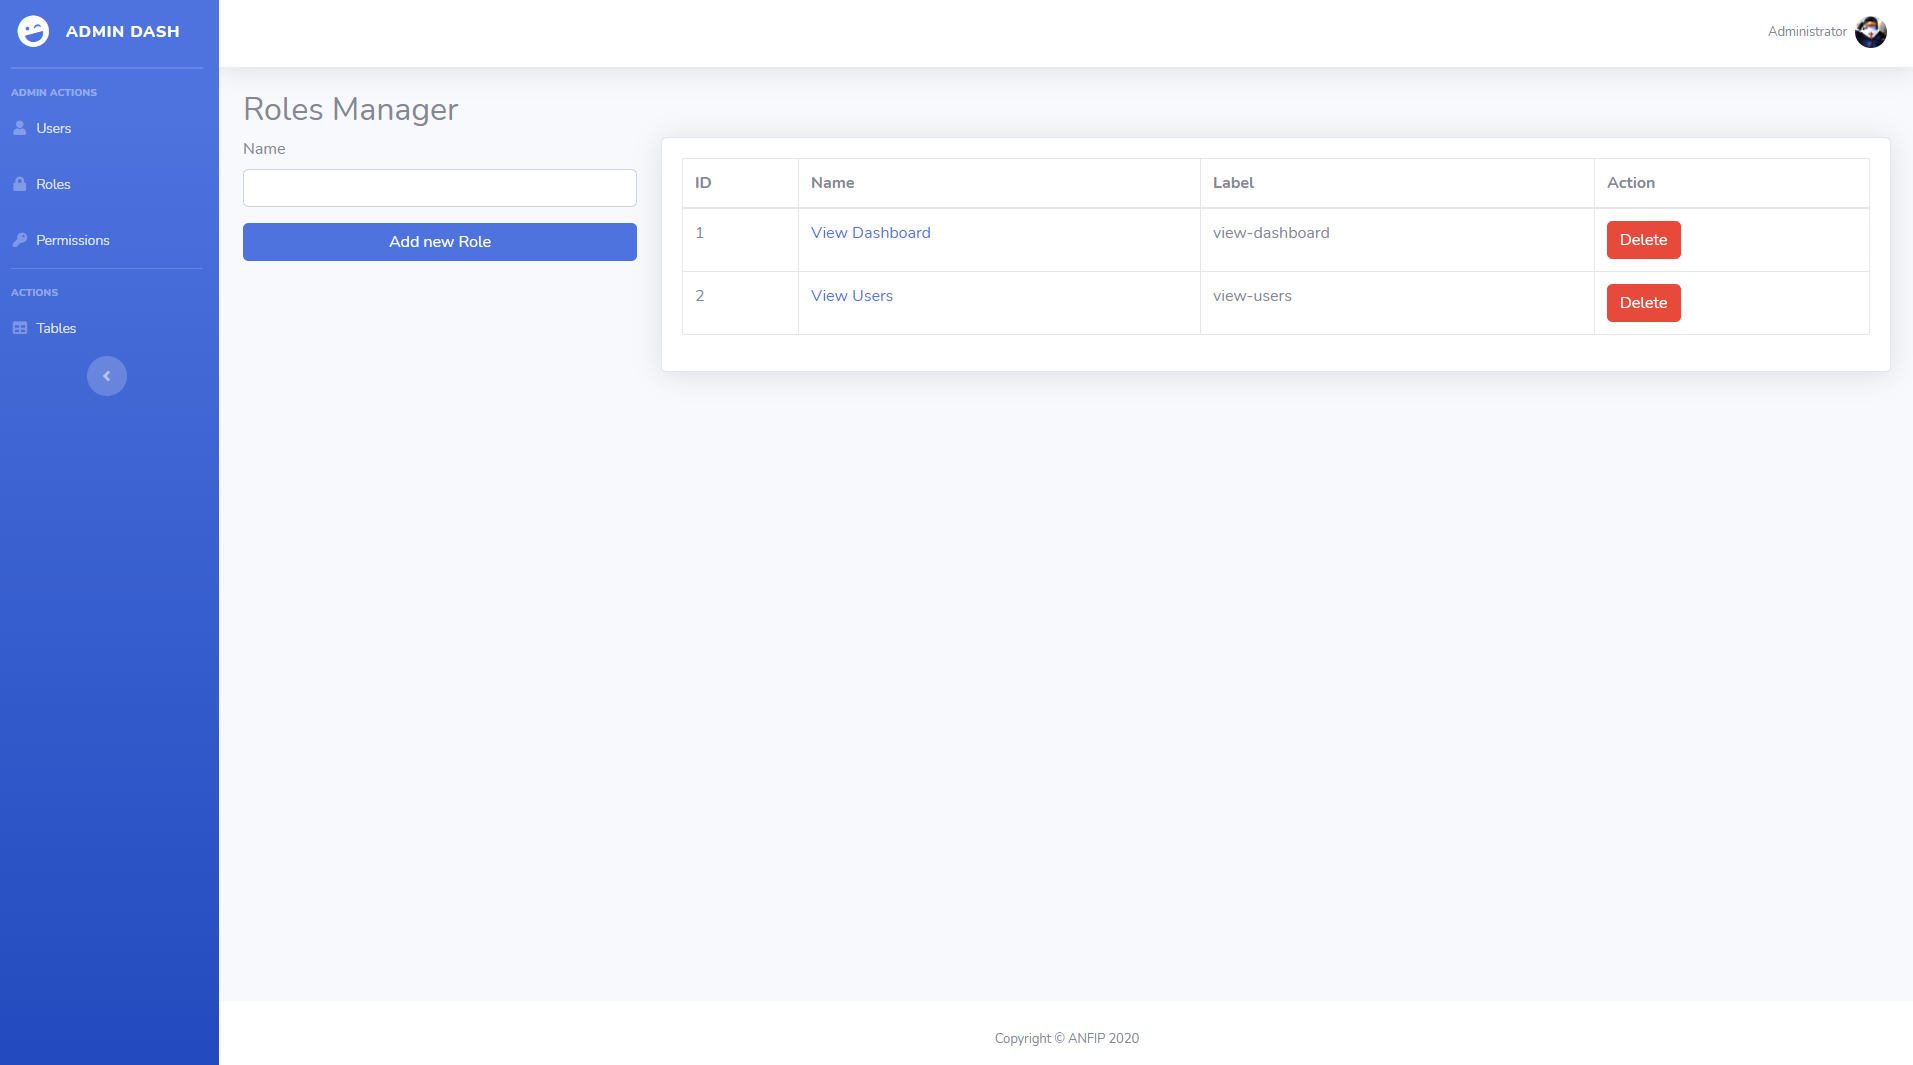 ADMIN DASH
Administrator
ADMIN ACTIONS
Users
Roles
Permissions
ACTIONS
Tables
Roles Manager
Name
Add new Role
ID Name Label Action
1 View Dashboard view-dashboard Delete
2 View Users view-users Delete
Copyright © ANFIP 2020